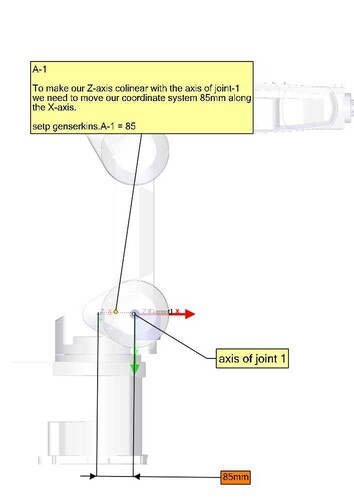 A-1
To make our Z-axis colinear with the axis of joint-1
we need to move our coordinate system 85mm along
the X-axis.
setp genserkins.A-1 = 85
X
axis of joint 1
85mm